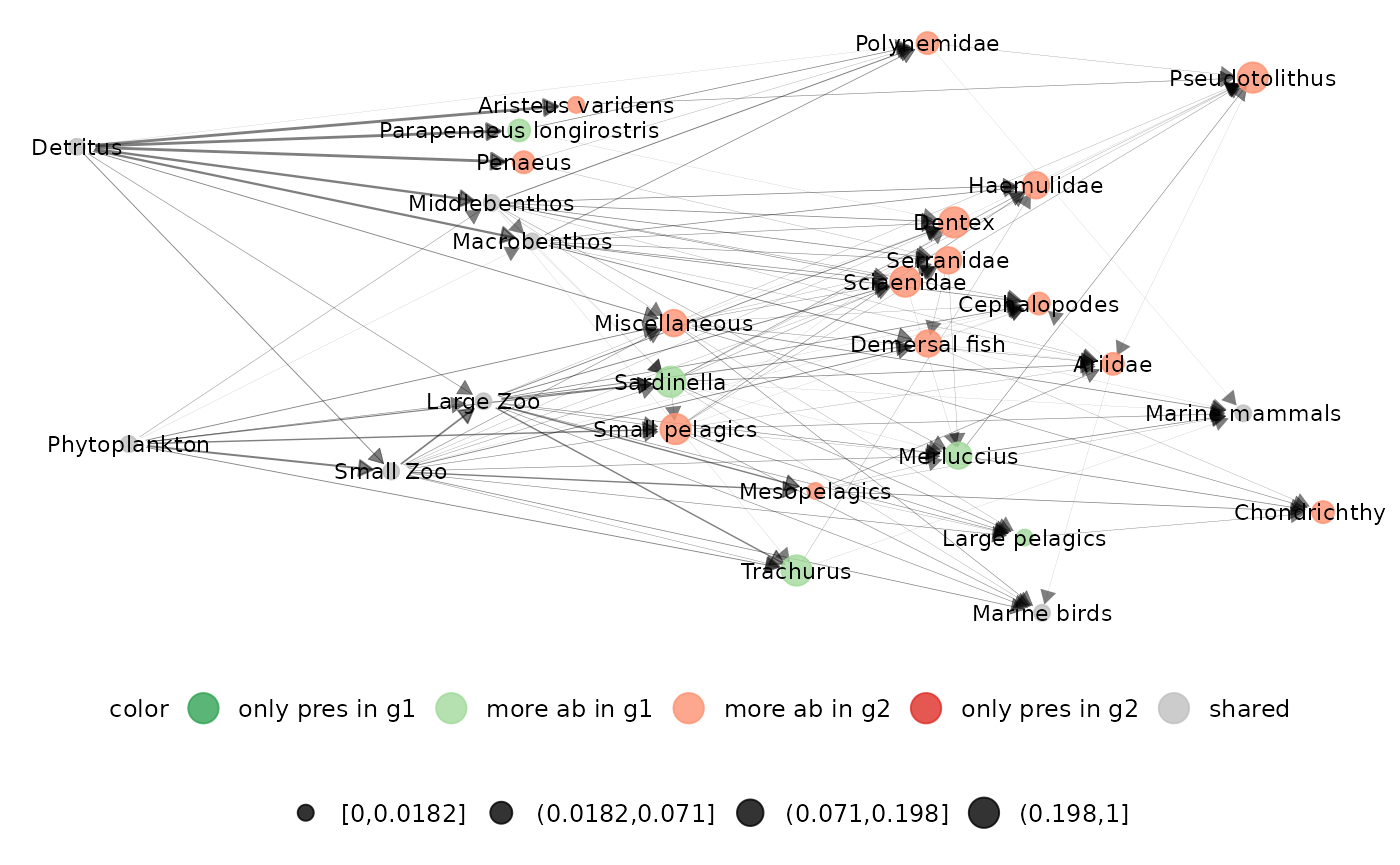 Polynemidae
Pseudotolithus
Aristeus varidens
Parapenaeus longirostris
Detritus
Penaeus
Haemulidae
Middlebenthos
Dentex
Macrobenthos
Serranidae
Sciaenidae
Cephalopodes
Miscellaneous
Demersal fish
Ariidae
Sardinella
Large Zoo
Marine mammals
Small pelagics
Phytoplankton
Merluccius
Small Zoo
Mesopelagics
Chondrichthy
Large pelagics
Trachurus
Marine birds
color only pres in g1 more ab in g1 more ab in g2 only pres in g2 shared
[0,0.0182] (0.0182,0.071] (0.071,0.198] (0.198,1]